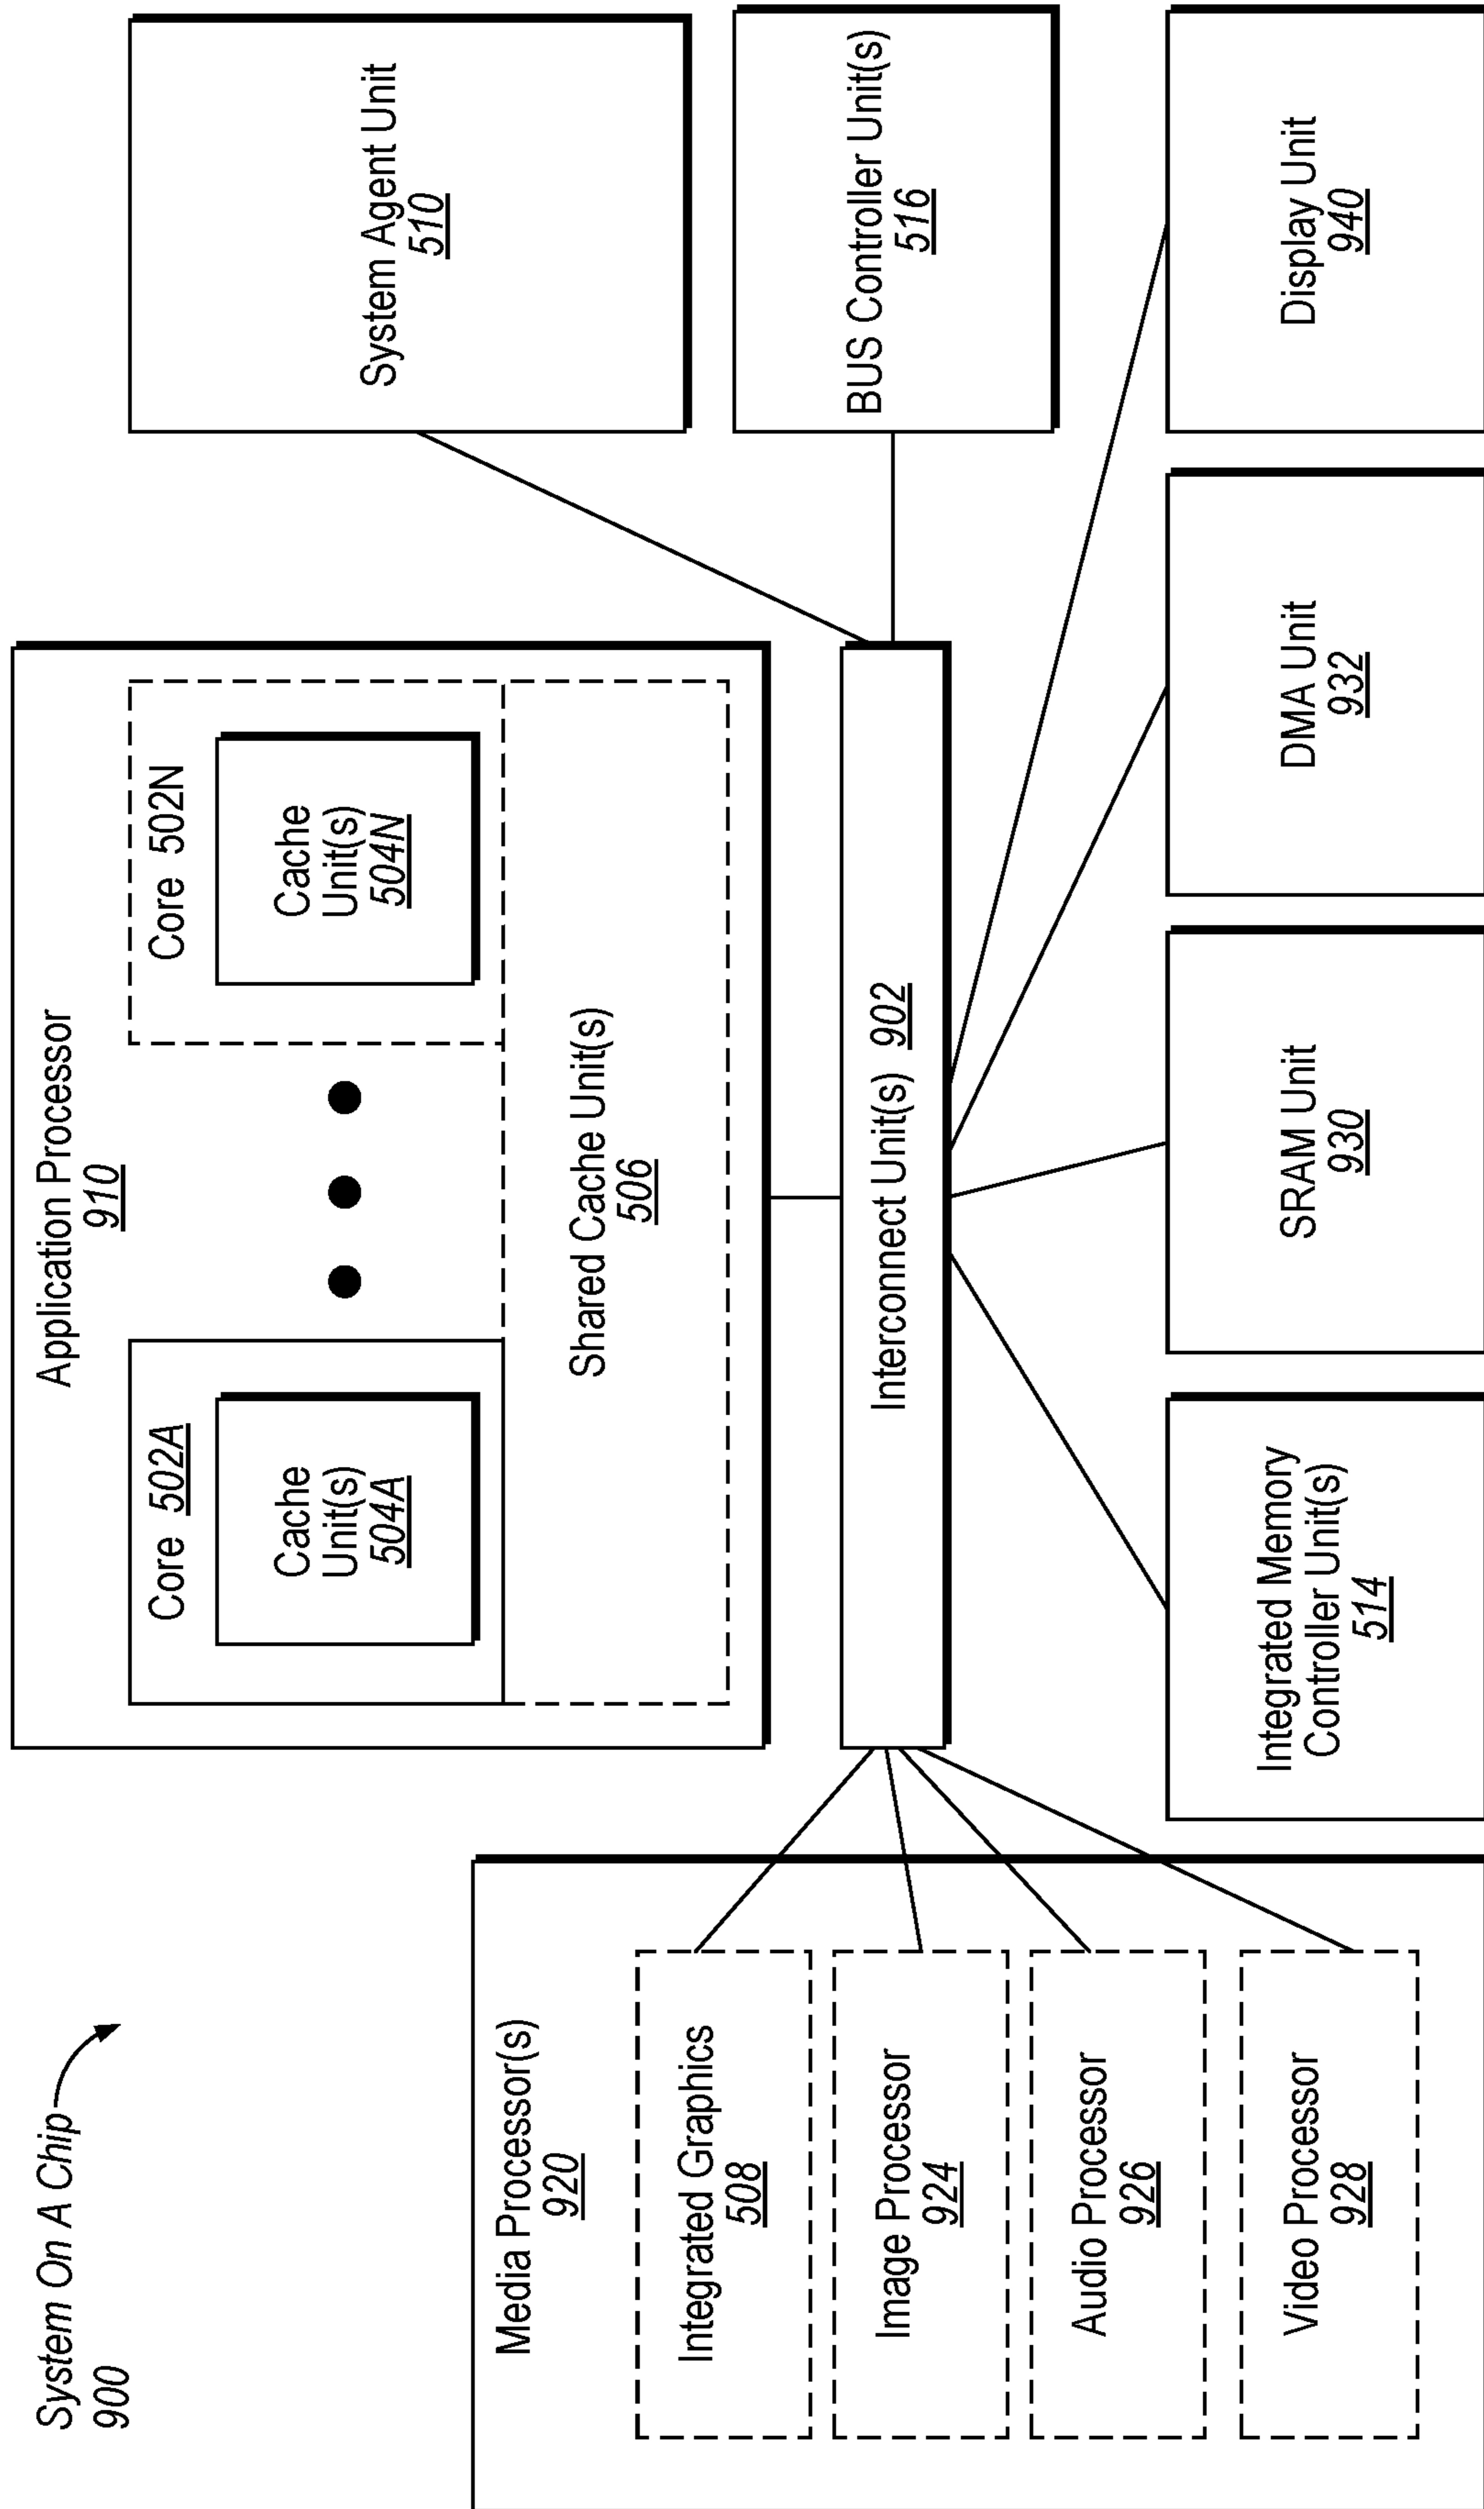 System On A Chip
900
Application Processor
910
Core 502A
Cache
Unit(s)
504A
Core 502N
Cache
Unit(s)
504N
Shared Cache Unit(s)
506
System Agent Unit
510
Media Processor(s)
920
Integrated Graphics
508
Image Processor
924
Audio Processor
926
Video Processor
928
Interconnect Unit(s) 902
BUS Controller Unit(s)
516
Integrated Memory
Controller Unit(s)
514
SRAM Unit
930
DMA Unit
932
Display Unit
940